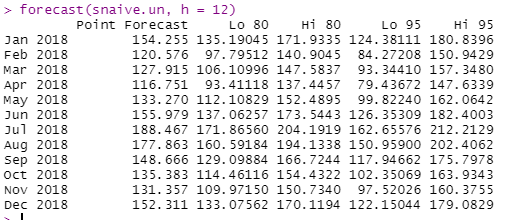 > forecast(snaive.un, h = 12)
Point Forecast Lo 80 Hi 80 Lo 95 Hi 95
Jan 2018 154.255 135.19045 171.9335 124.38111 180.8396
Feb 2018 120.576 97.79512 140.9045 84.27208 150.9429
Mar 2018 127.915 106.10996 147.5837 93.34410 157.3480
Apr 2018 116.751 93.41118 137.4457 79.43672 147.6339
May 2018 133.270 112.10829 152.4895 99.82240 162.0642
Jun 2018 155.979 137.06257 173.5443 126.35309 182.4003
Jul 2018 188.467 171.86560 204.1919 162.65576 212.2129
Aug 2018 177.863 160.59184 194.1338 150.95900 202.4062
Sep 2018 148.666 129.09884 166.7244 117.94662 175.7978
Oct 2018 135.383 114.46116 154.4322 102.35069 163.9343
Nov 2018 131.357 109.97150 150.7340 97.52026 160.3755
Dec 2018 152.311 133.07562 170.1194 122.15044 179.0829
>